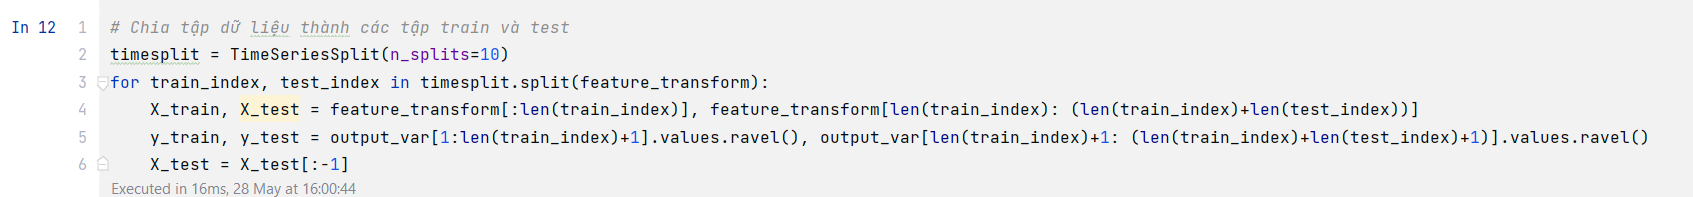 In 12 1 # Chia tập dữ liệu thành các tập train và test
2 timesplit = TimeSeriesSplit(n_splits=10)
3 for train_index, test_index in timesplit.split(feature_transform):
4 X_train, X_test = feature_transform[:len(train_index)], feature_transform[len(train_index): (len(train_index)+len(test_index))]
5 y_train, y_test = output_var[1:len(train_index)+1].values.ravel(), output_var[len(train_index)+1: (len(train_index)+len(test_index)+1)].values.ravel()
6 X_test = X_test[:-1]
Executed in 16ms, 28 May at 16:00:44